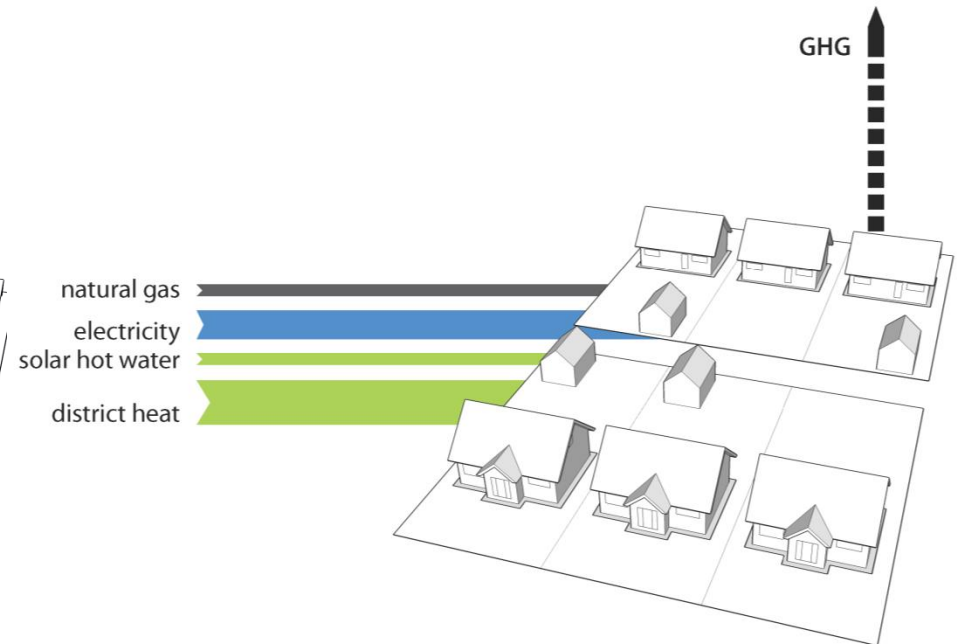 GHG
natural gas
electricity
solar hot water
district heat